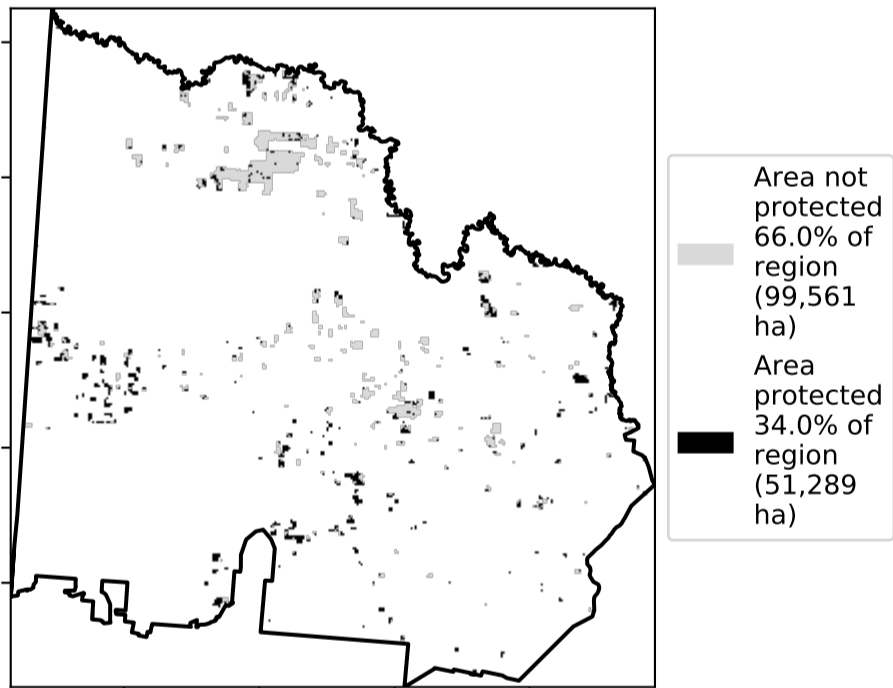 Area not
protected
66.0% of
region
(99,561
ha)
Area
protected
34.0% of
region
(51,289
ha)